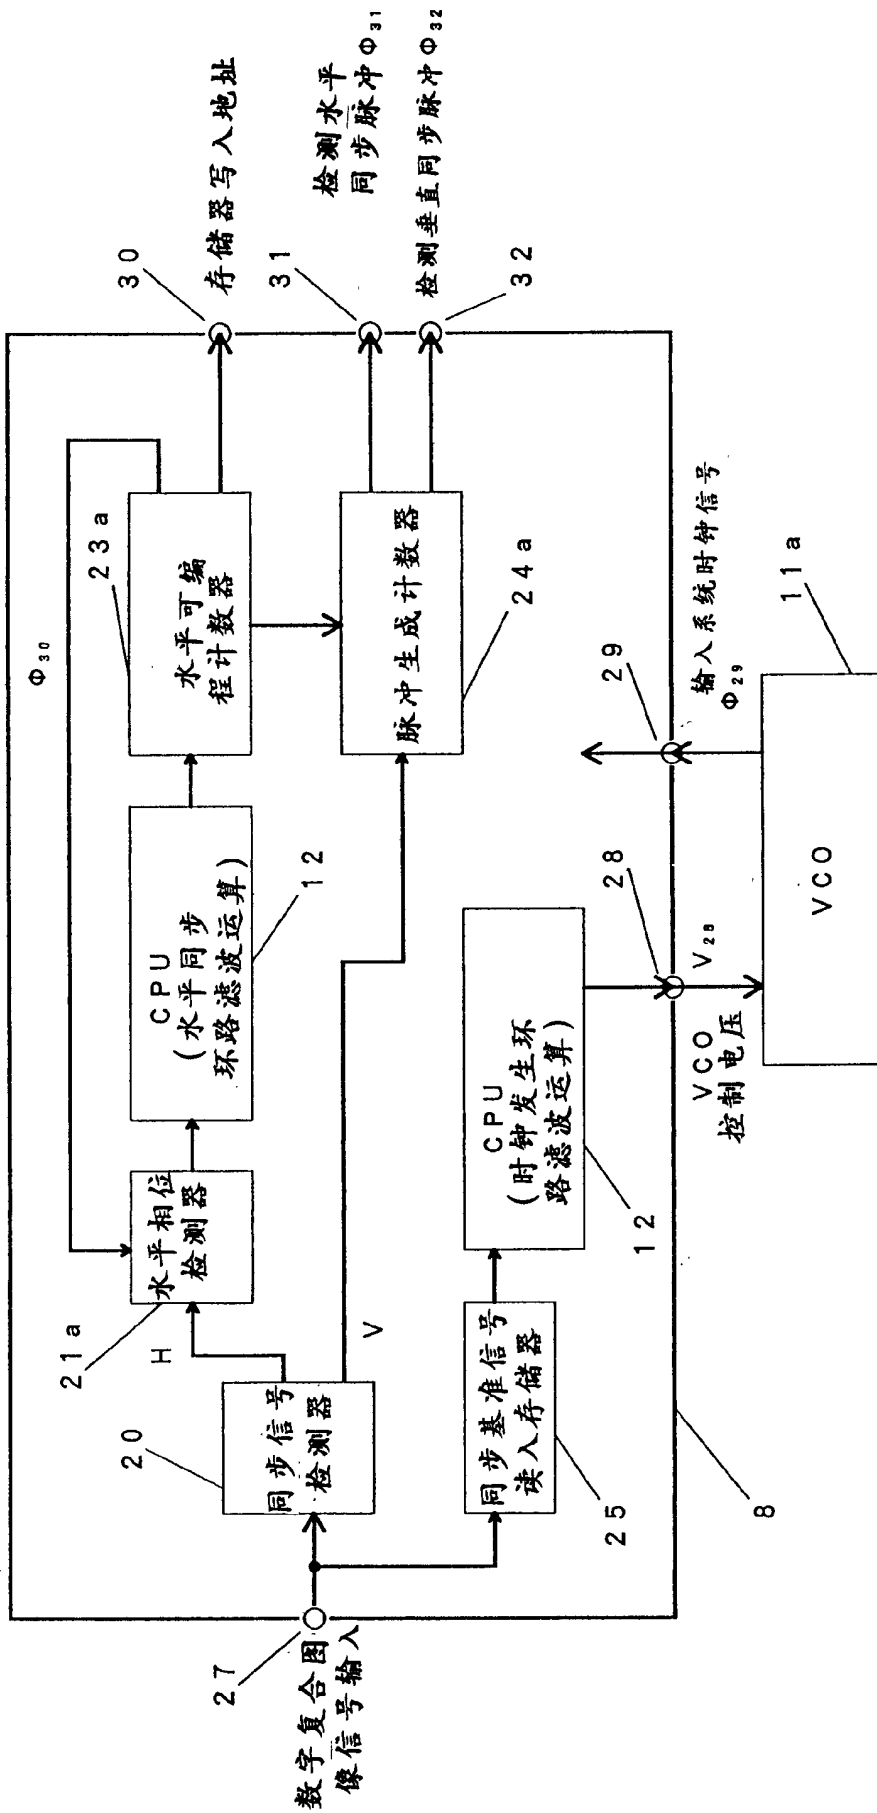 数字复合图
像信号输入
27
20
同步信号
检测器
H
V
21a
水平相位
检测器
CPU
(水平同步
环路滤波运算)
12
Φ30
23a
水平可编
程计数器
脉冲生成计数器
24a
30
存储器写入地址
31
检测水平
同步脉冲Φ31
检测垂直同步脉冲Φ32
32
同步基准信号
读入存储器
25
CPU
(时钟发生环
路滤波运算)
12
28
V28
VCO
控制电压
29
输入系统时钟信号
Φ29
VCO
11a
8